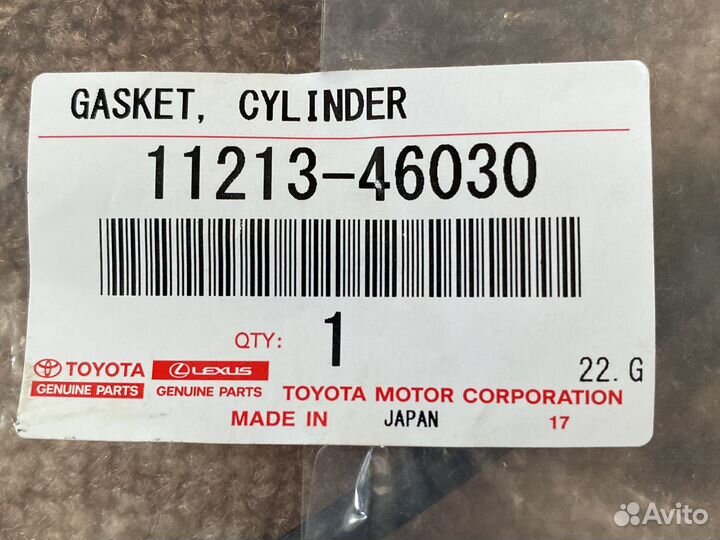 GASKET, CYLINDER
11213-46030
QTY: 1
22. G
TOYOTA LEXUS
GENUINE PARTS GENUINE PARTS TOYOTA MOTOR CORPORATION
MADE IN JAPAN 17
Avito